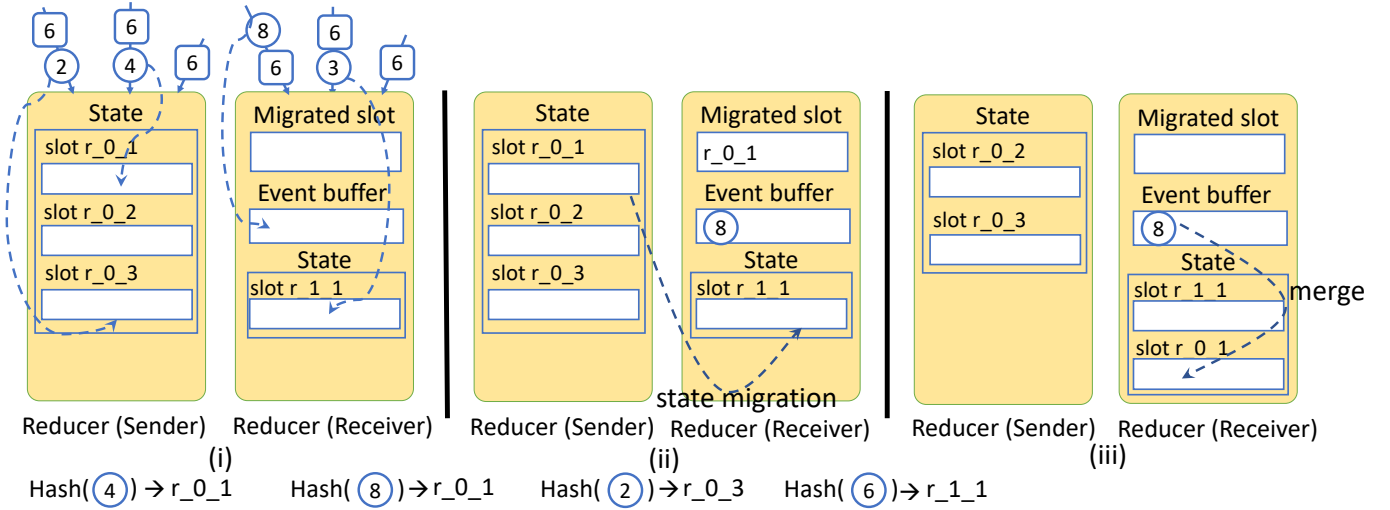 6 6 8 6
2 4 6 6 3 6
State
slot r_0_1
slot r_0_2
slot r_0_3
Reducer (Sender)
Migrated slot
Event buffer
State
slot r_1_1
Reducer (Receiver)
(i)
State
slot r_0_1
slot r_0_2
slot r_0_3
Reducer (Sender)
Migrated slot
r_0_1
Event buffer
8
State
slot r_1_1
state migration
Reducer (Receiver)
(ii)
State
slot r_0_2
slot r_0_3
Reducer (Sender)
Migrated slot
Event buffer
8
State
slot r_1_1
merge
slot r_0_1
Reducer (Receiver)
(iii)
Hash( 4 ) → r_0_1 Hash( 8 ) → r_0_1 Hash( 2 ) → r_0_3 Hash( 6 ) → r_1_1